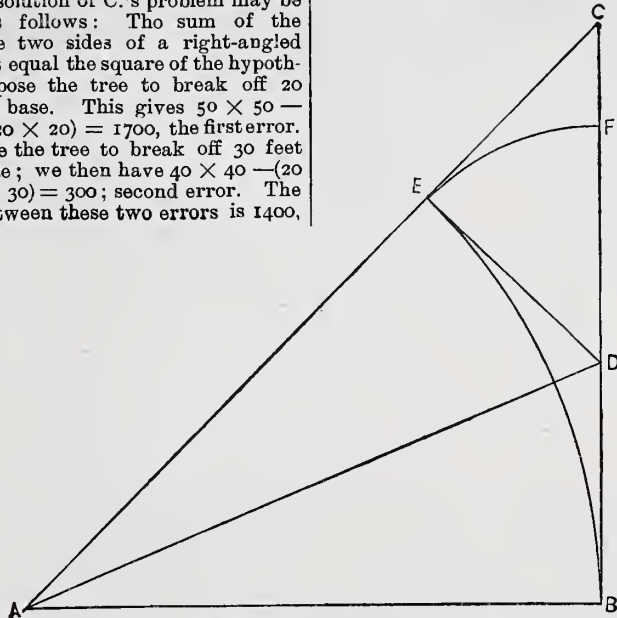 solution of C.'s problem may be
s follows: Tho sum of the
e two sides of a right-angled
s equal the square of the hypoth-
pose the tree to break off 20
base. This gives 50 × 50 —
20 × 20) = 1700, the first error.
e the tree to break off 30 feet
se; we then have 40 × 40 —(20
30) = 300; second error. The
tween these two errors is 1400,
C
F
E
D
A
B